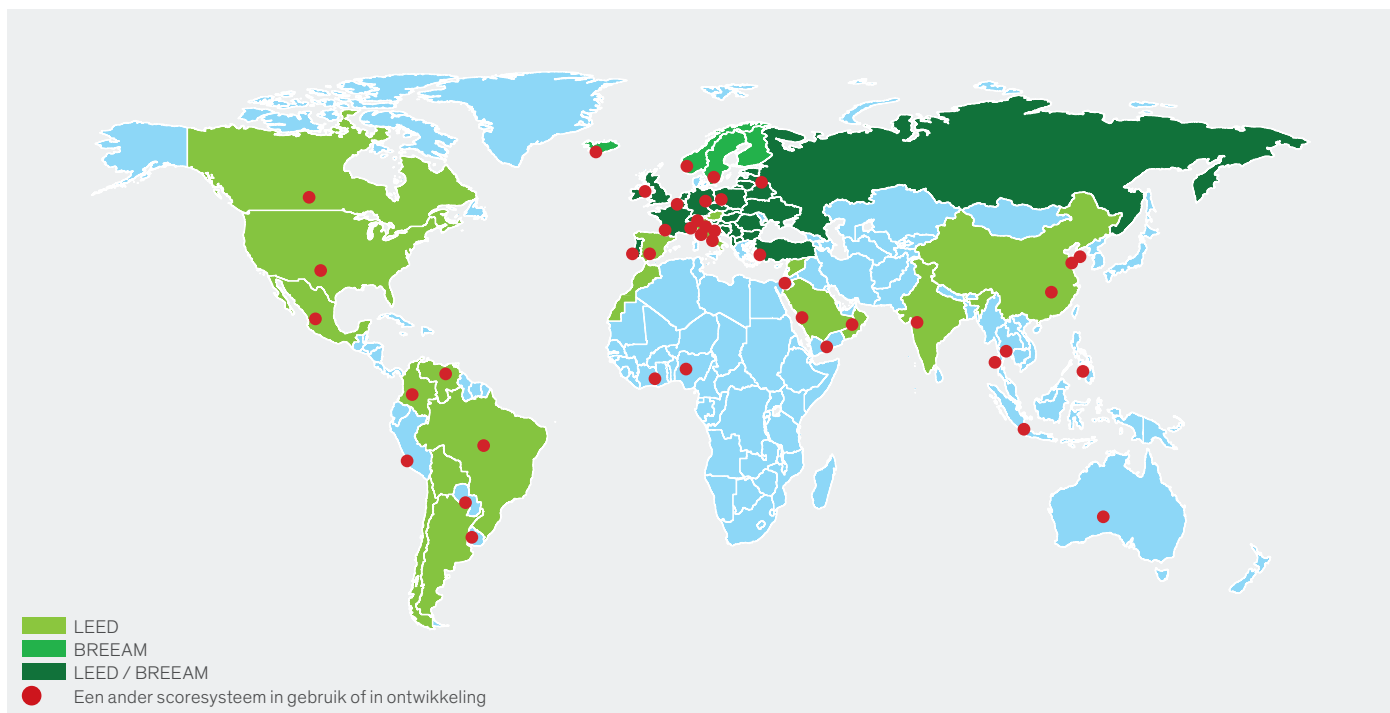 LEED
BREEAM
LEED / BREEAM
Een ander scoresysteem in gebruik of in ontwikkeling